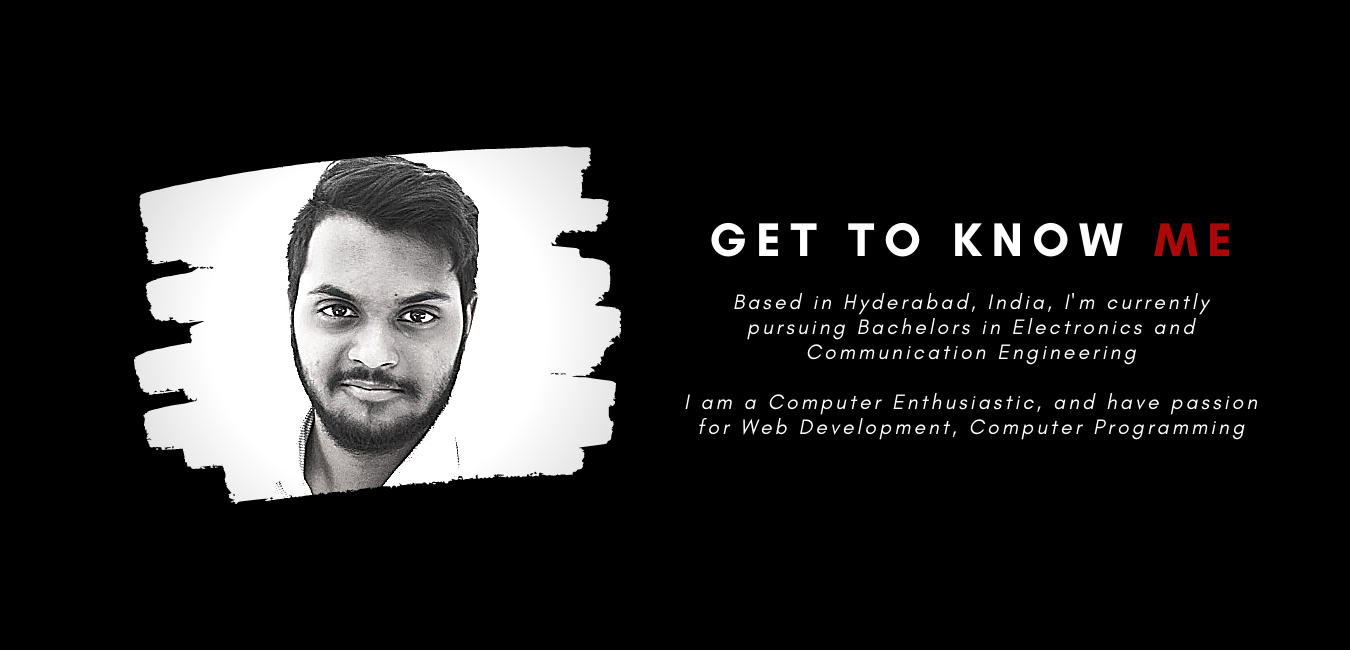 GET TO KNOW ME
Based in Hyderabad, India, I'm currently
pursuing Bachelors in Electronics and
Communication Engineering
I am a Computer Enthusiastic, and have passion
for Web Development, Computer Programming